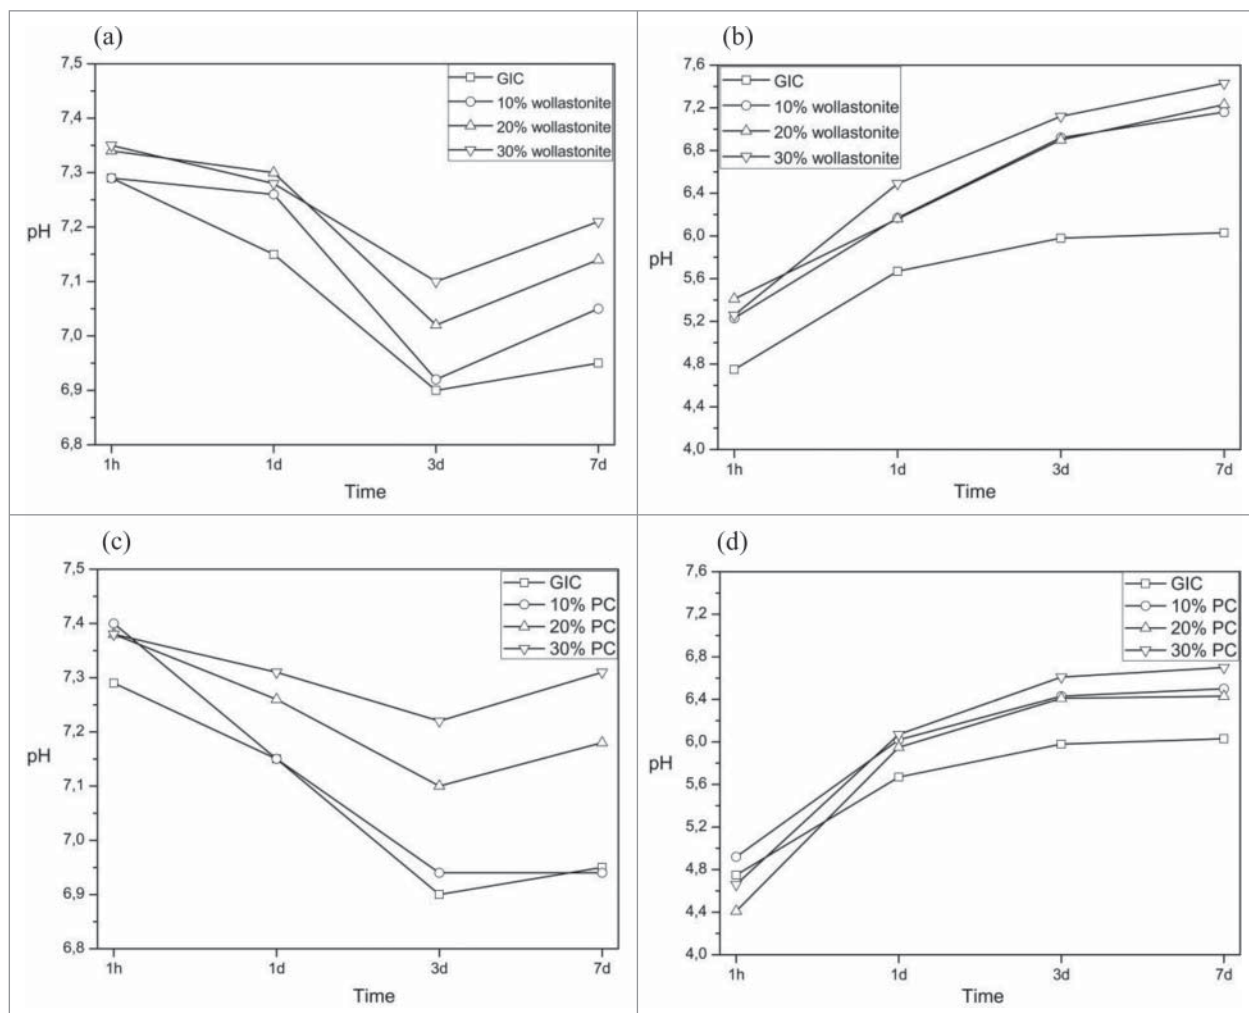 (a)
7,5
7,4
7,3
7,2
7,1
7,0
6,9
6,8
pH
GIC
10% wollastonite
20% wollastonite
30% wollastonite
1h 1d 3d 7d
Time
(b)
7,6
7,2
6,8
6,4
6,0
5,6
5,2
4,8
4,4
4,0
pH
GIC
10% wollastonite
20% wollastonite
30% wollastonite
1h 1d 3d 7d
Time
(c)
7,5
7,4
7,3
7,2
7,1
7,0
6,9
6,8
pH
GIC
10% PC
20% PC
30% PC
1h 1d 3d 7d
Time
(d)
7,6
7,2
6,8
6,4
6,0
5,6
5,2
4,8
4,4
4,0
pH
GIC
10% PC
20% PC
30% PC
1h 1d 3d 7d
Time